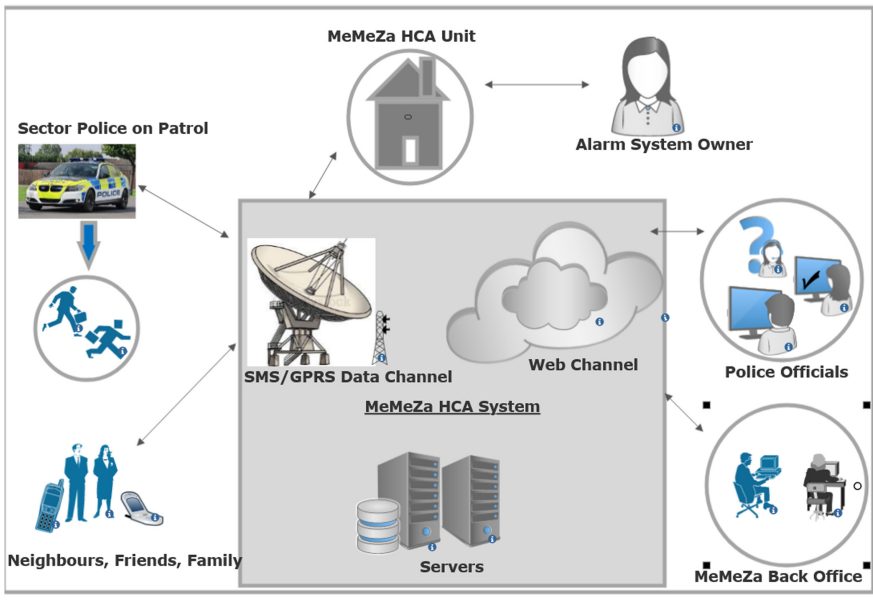 MeMeZa HCA Unit
Sector Police on Patrol
Alarm System Owner
POLICE
SMS/GPRS Data Channel
Web Channel
Police Officials
MeMeZa HCA System
Neighbours, Friends, Family
Servers
MeMeZa Back Office